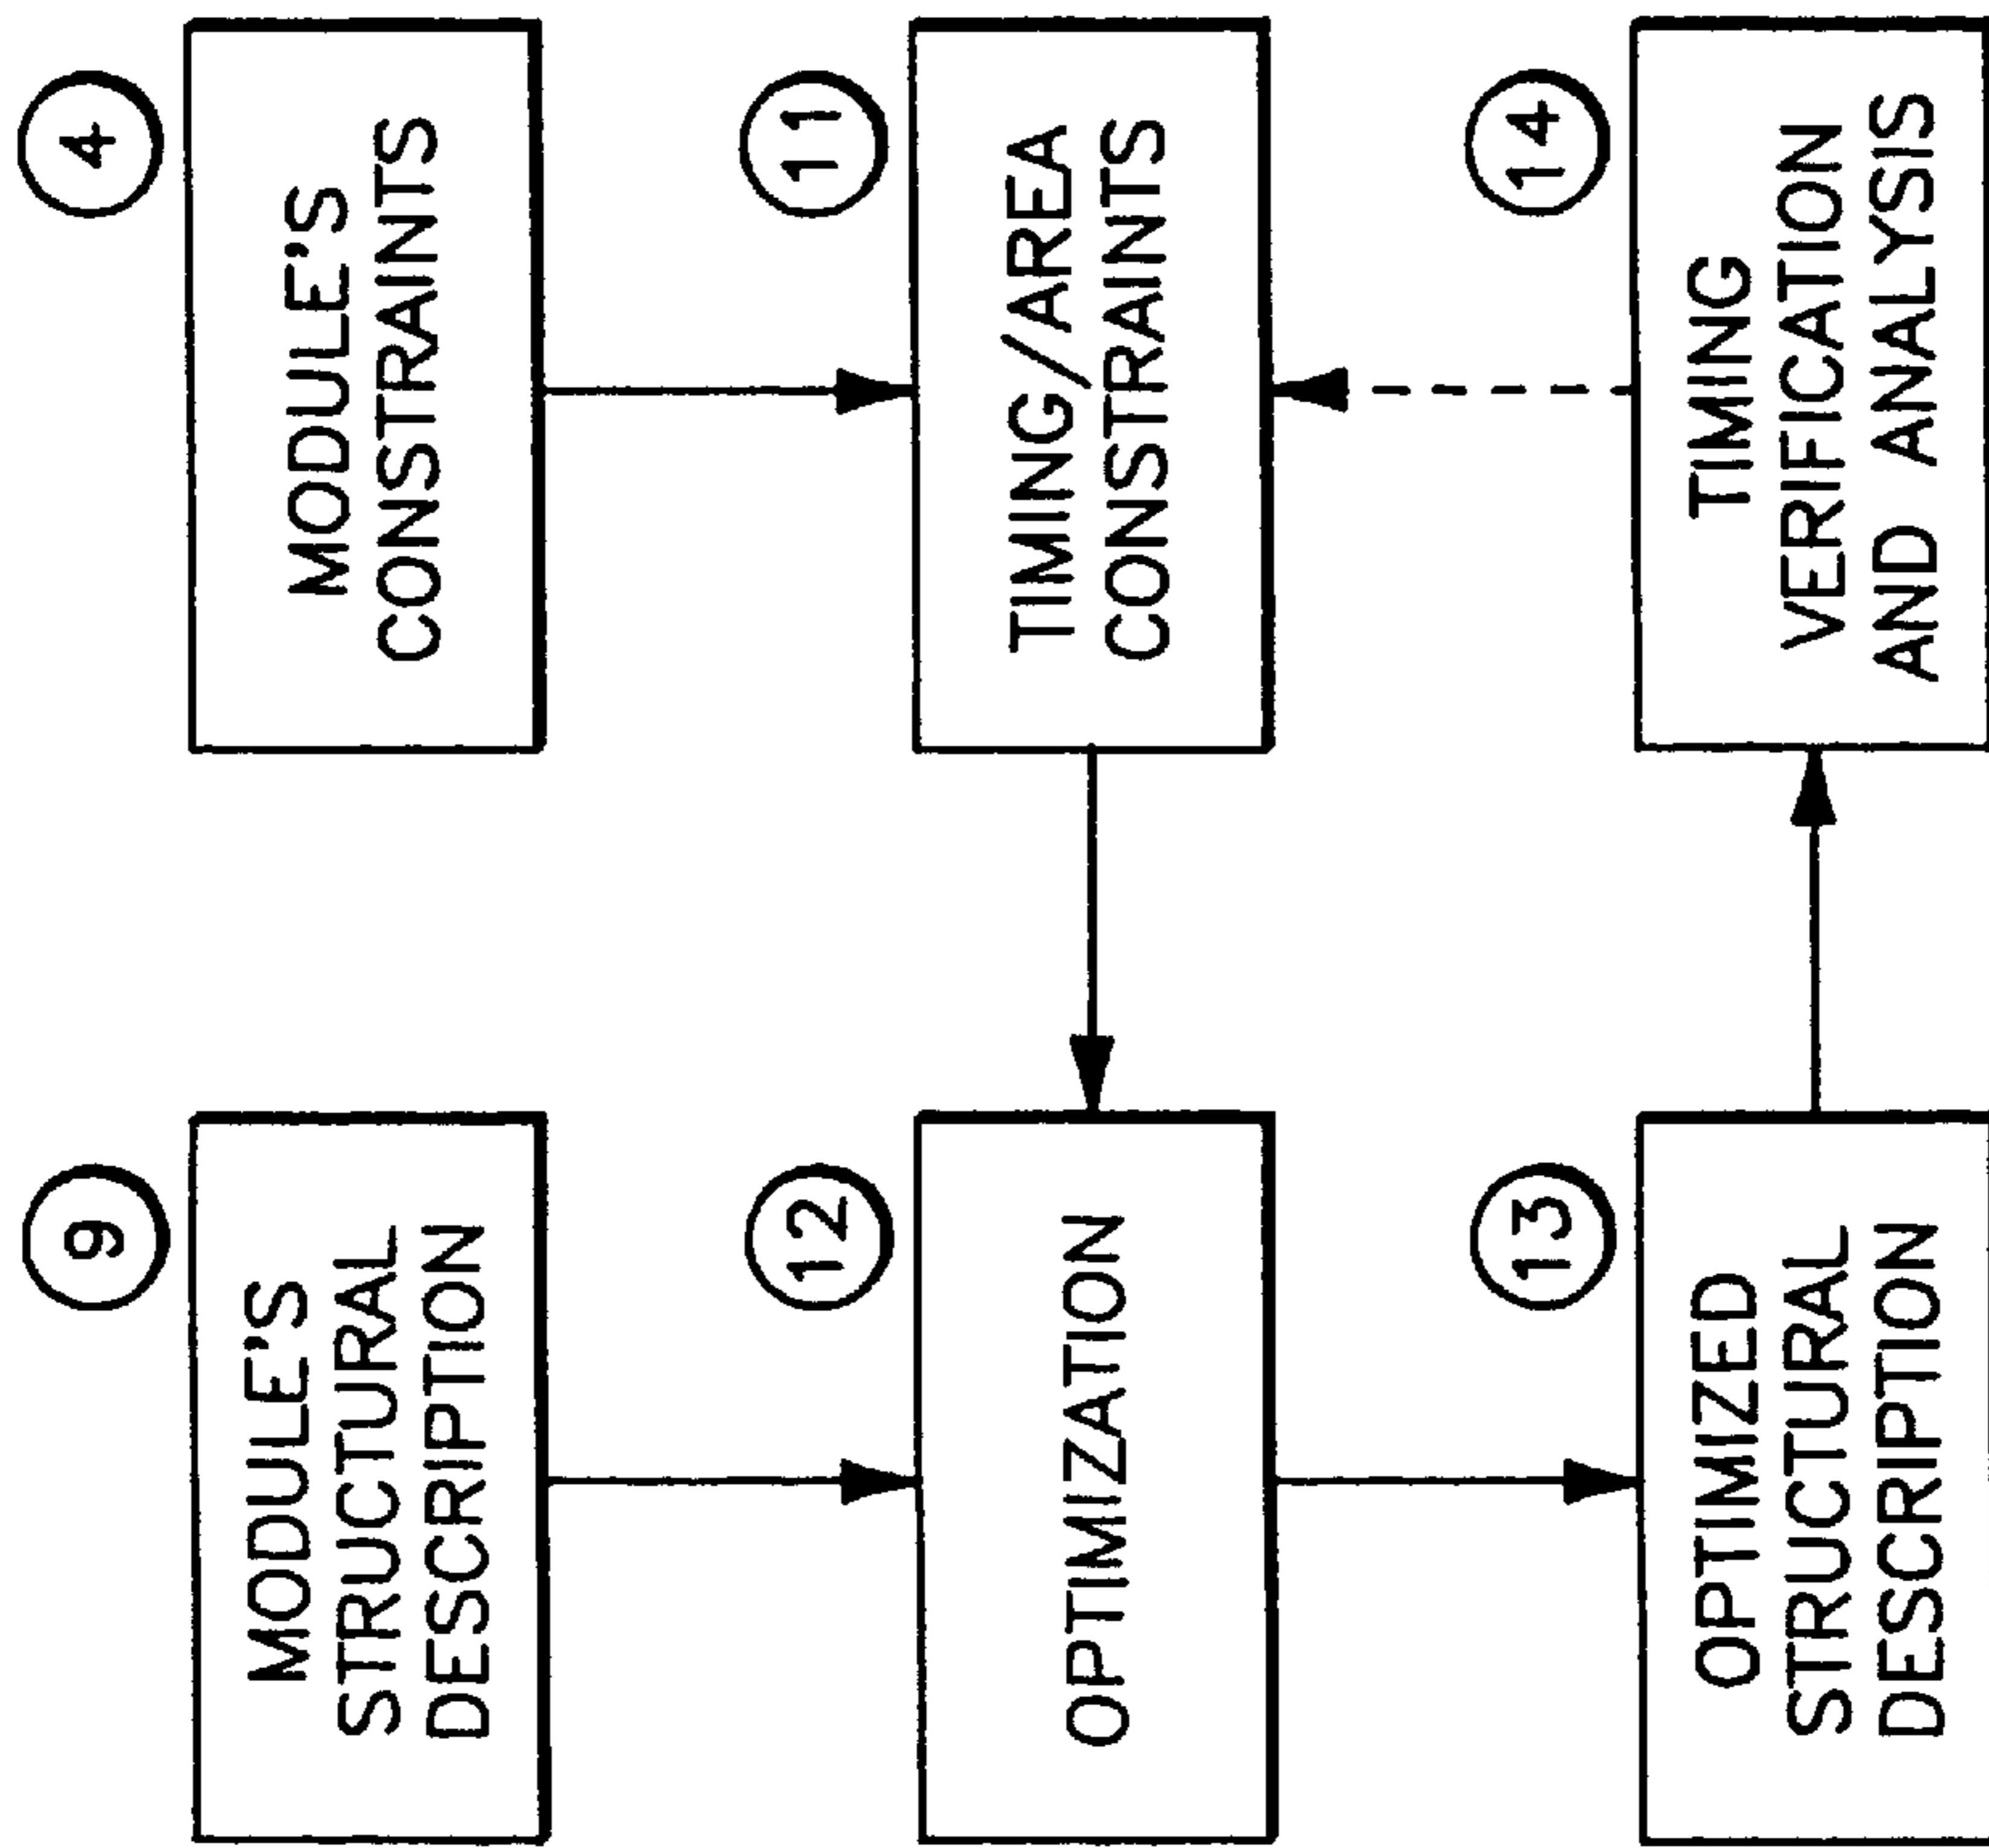 9
MODULE'S
STRUCTURAL
DESCRIPTION
4
MODULE'S
CONSTRAINTS
12
OPTIMIZATION
11
TIMING/AREA
CONSTRAINTS
13
OPTIMIZED
STRUCTURAL
DESCRIPTION
14
TIMING
VERIFICATION
AND ANALYSIS